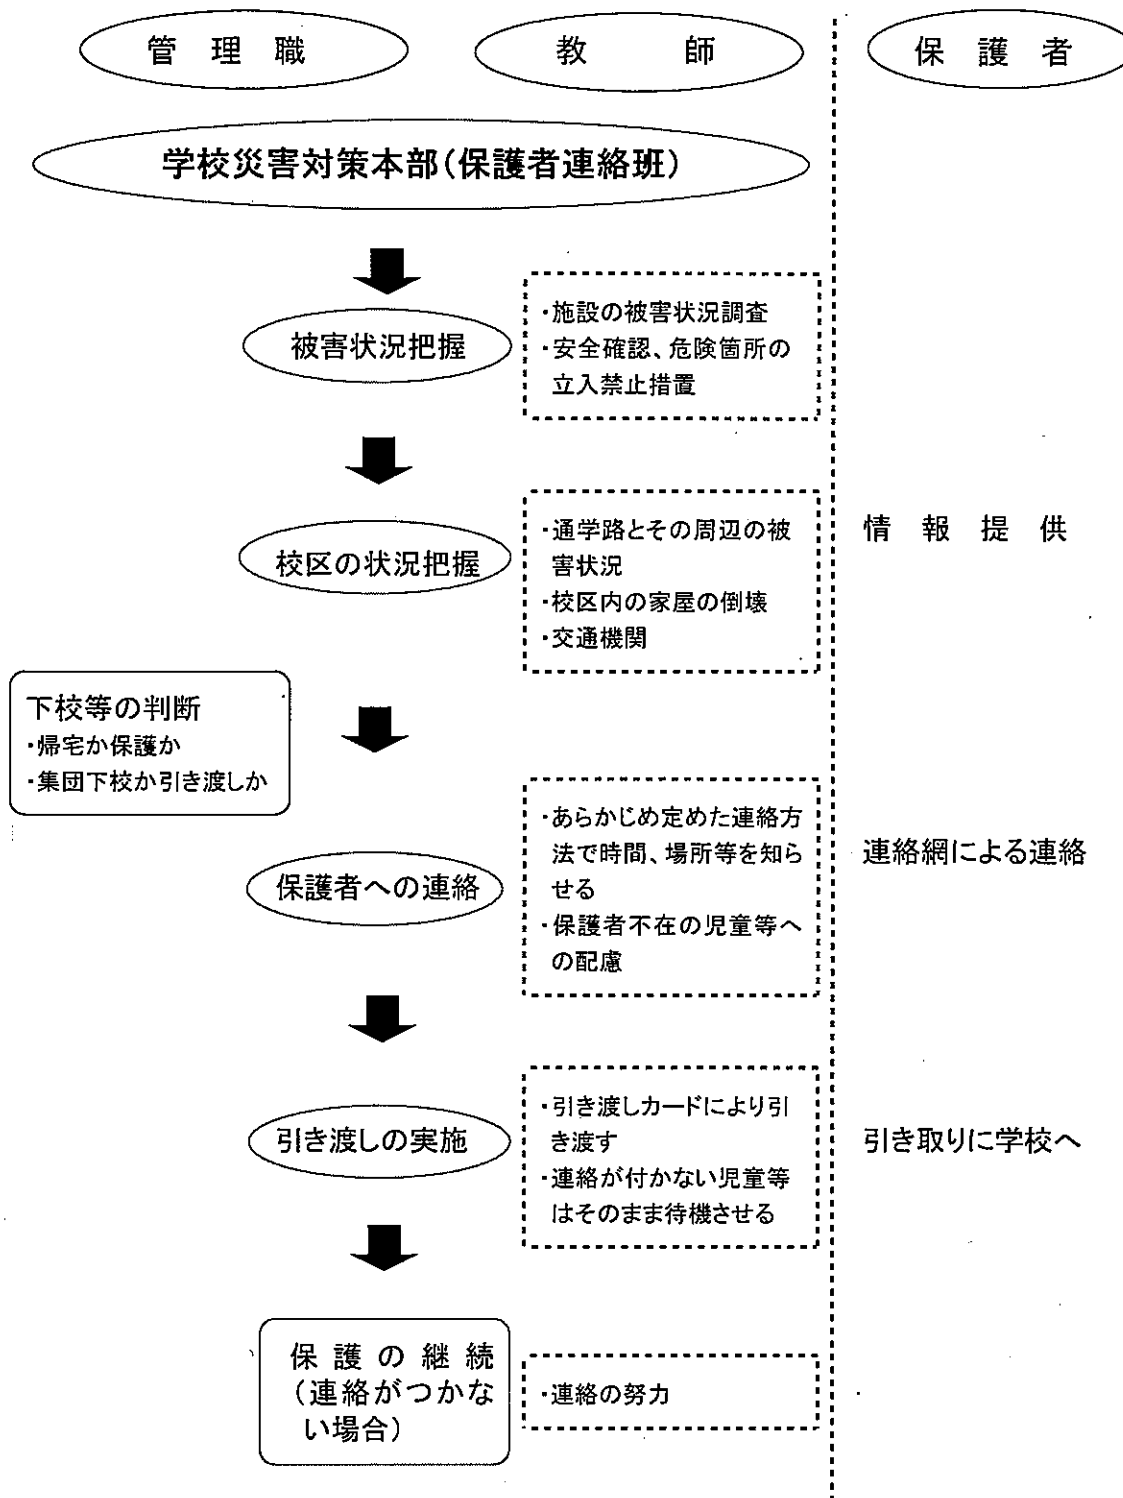 管理職
教師
保護者
学校災害対策本部(保護者連絡班)
被害状況把握
・施設の被害状況調査
・安全確認、危険箇所の
立入禁止措置
校区の状況把握
・通学路とその周辺の被
害状況
・校区内の家屋の倒壊
・交通機関
情報提供
下校等の判断
・帰宅か保護か
・集団下校か引き渡しか
保護者への連絡
・あらかじめ定めた連絡方
法で時間、場所等を知ら
せる
・保護者不在の児童等へ
の配慮
連絡網による連絡
引き渡しの実施
・引き渡しカードにより引
き渡す
・連絡が付かない児童等
はそのまま待機させる
引き取りに学校へ
保護の継続
(連絡がつかな
い場合)
・連絡の努力